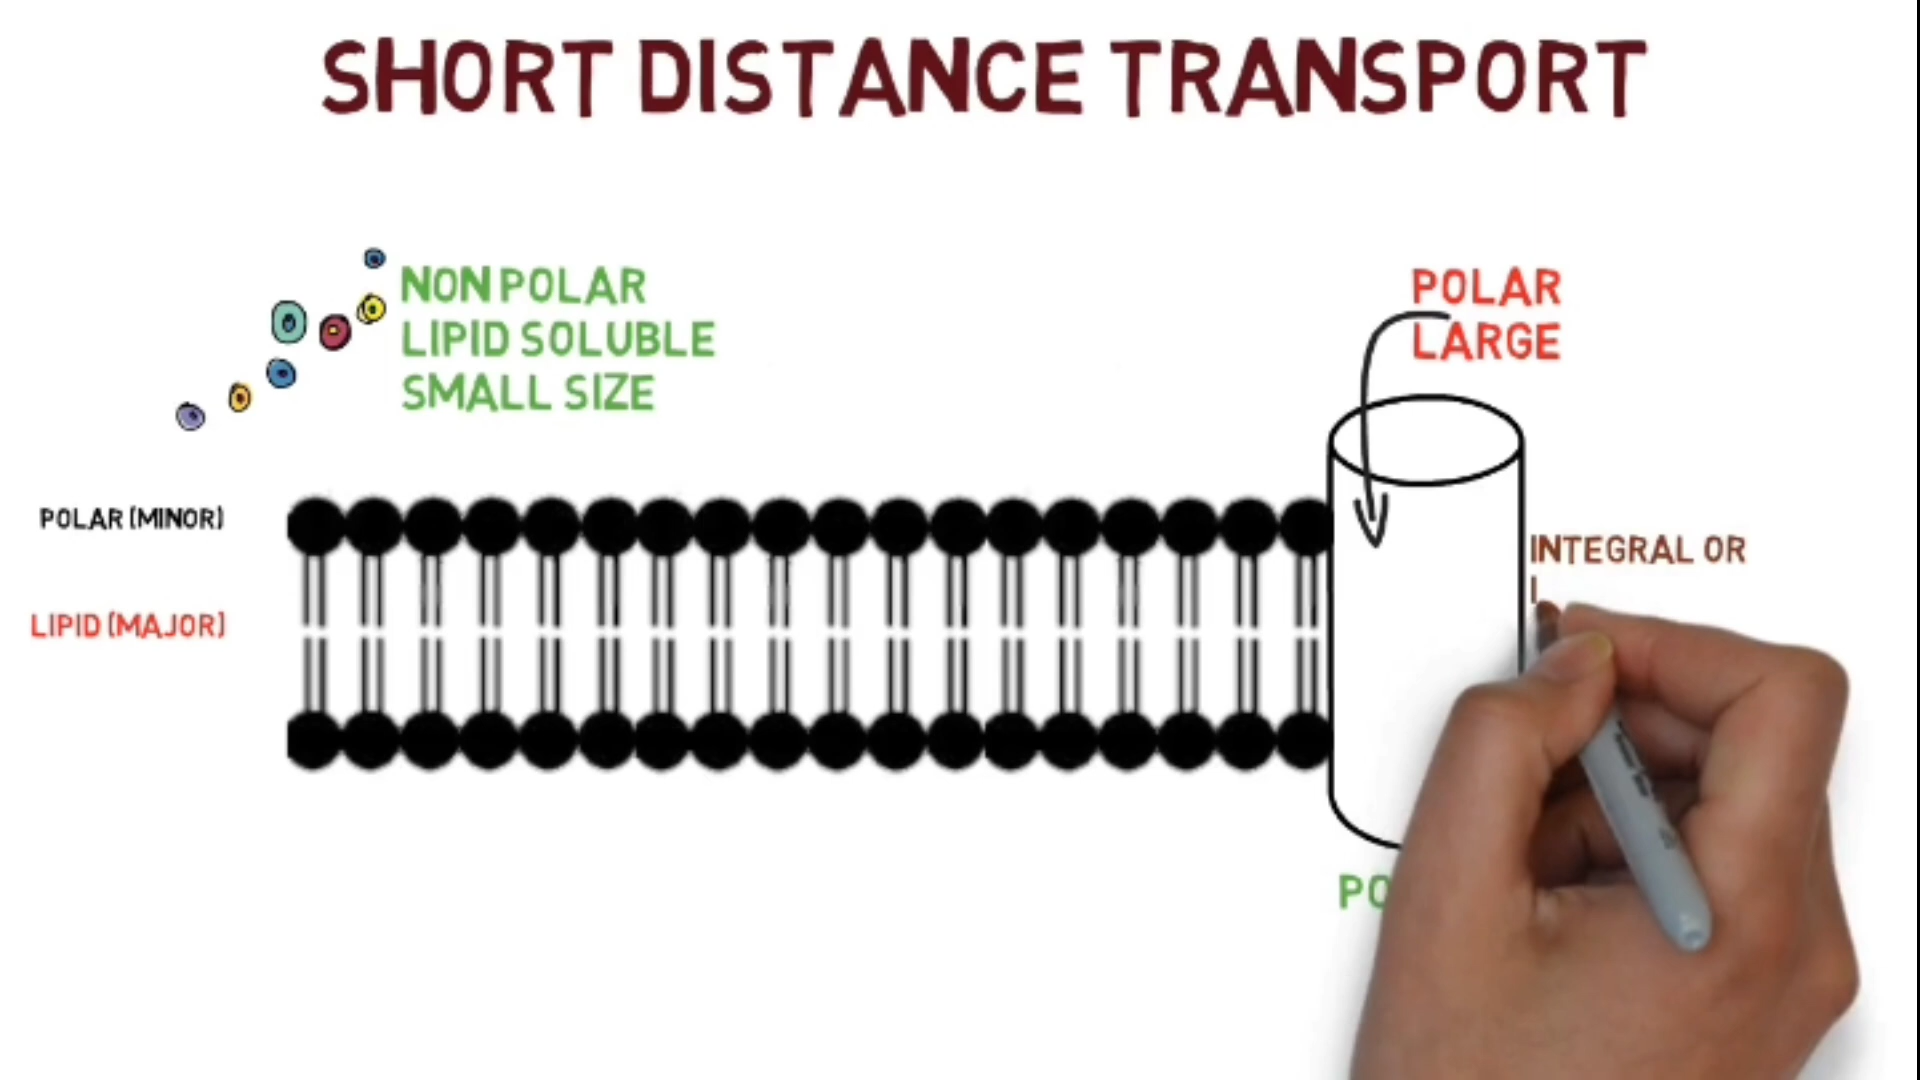 SHORT DISTANCE TRANSPORT
NON POLAR
LIPID SOLUBLE
SMALL SIZE
POLAR
LARGE
POLAR (MINOR)
LIPID (MAJOR)
INTEGRAL OR